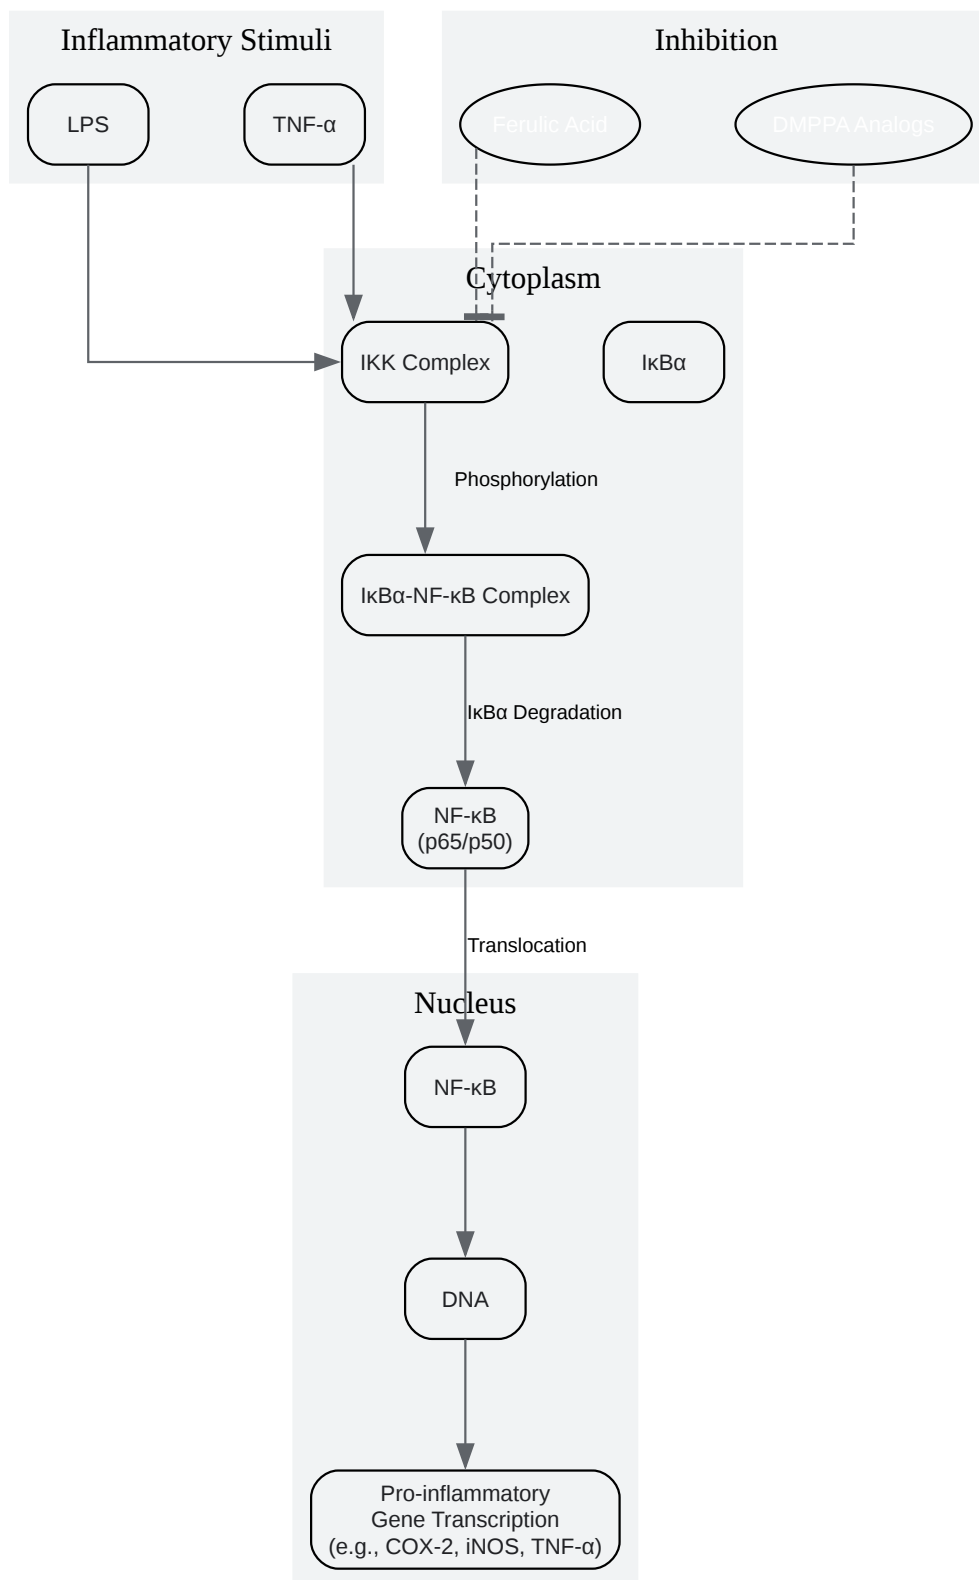 Inflammatory Stimuli
Inhibition
LPS
TNF-α
Ferulic Acid
DMPPA Analogs
Cytoplasm
IKK Complex
IκBα
Phosphorylation
IκBα-NF-κB Complex
IκBα Degradation
NF-κB
(p65/p50)
Translocation
Nucleus
NF-κB
DNA
Pro-inflammatory
Gene Transcription
(e.g., COX-2, iNOS, TNF-α)